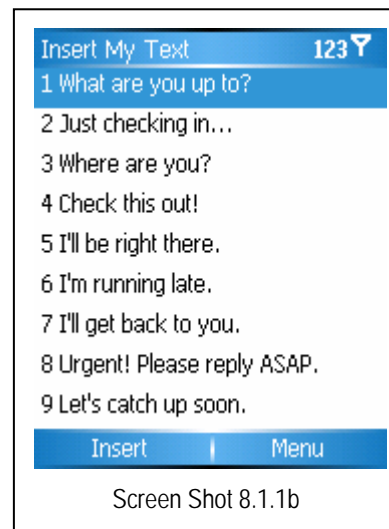 Insert My Text 123
1 What are you up to?
2 Just checking in...
3 Where are you?
4 Check this out!
5 I'll be right there.
6 I'm running late.
7 I'll get back to you.
8 Urgent! Please reply ASAP.
9 Let's catch up soon.
Insert Menu
Screen Shot 8.1.1b